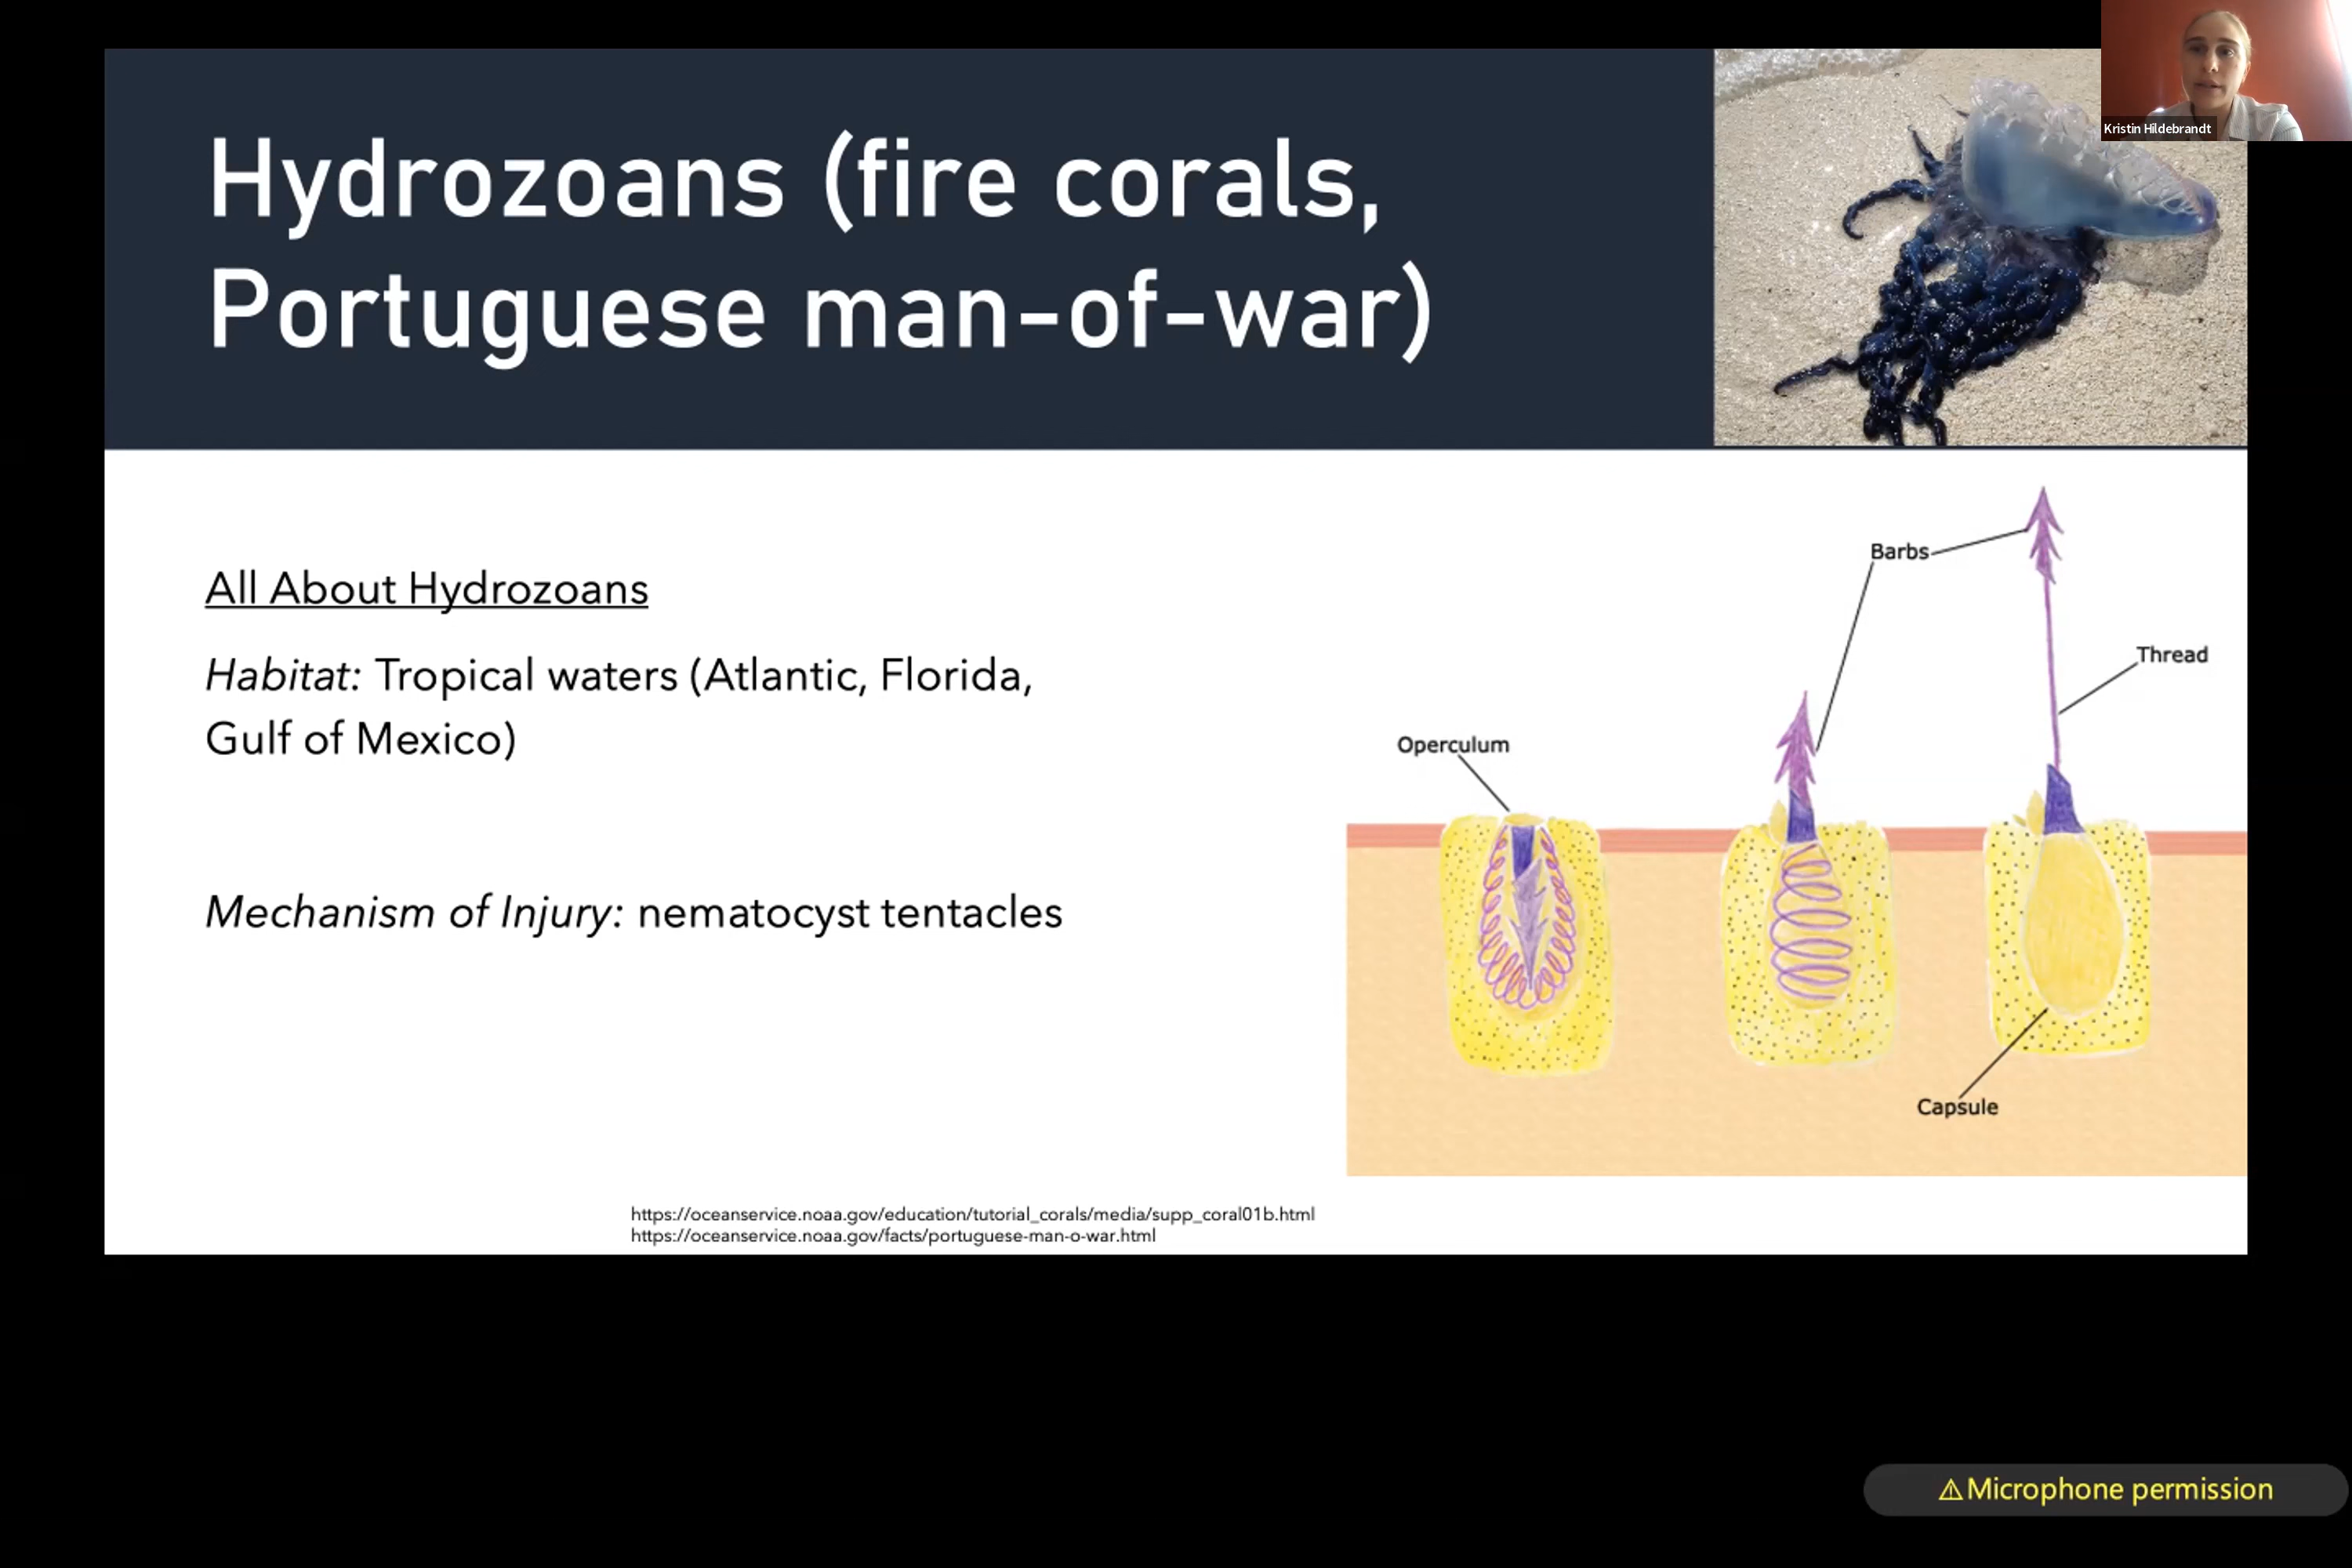 Kristin Hildebrandt
Hydrozoans (fire corals,
Portuguese man-of-war)
All About Hydrozoans
Habitat: Tropical waters (Atlantic, Florida,
Gulf of Mexico)
Mechanism of Injury: nematocyst tentacles
Barbs
Thread
Operculum
Capsule
https://oceanservice.noaa.gov/education/tutorial_corals/media/supp_coral01b.html
https://oceanservice.noaa.gov/facts/portuguese-man-o-war.html
⚠Microphone permission